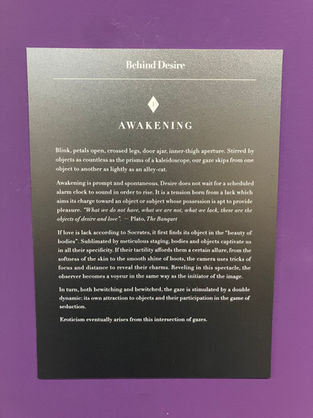 Behind Desire
1
AWAKENING
Blink, petals open, crossed legs, door ajar, inner-thigh aperture. Stirred by
objects as countless as the prisms of a kaleidoscope, our gaze skips from one
object to another as lightly as an alley-cat.
Awakening is prompt and spontaneous. Desire does not wait for a scheduled
alarm clock to sound in order to rise. It is a tension born from a lack which
aims its charge toward an object or subject whose possession is apt to provide
pleasure. "What we do not have, what we are not, what we lack, these are the
objects of desire and love". — Plato, The Banquet
If love is lack according to Socrates, it first finds its object in the "beauty of
bodies". Sublimated by meticulous staging, bodies and objects captivate us
in all their specificity. If their tactility affords them a certain allure, from the
softness of the skin to the smooth shine of boots, the camera uses tricks of
focus and distance to reveal their charms. Reveling in this spectacle, the
observer becomes a voyeur in the same way as the initiator of the image.
In turn, both bewitching and bewitched, the gaze is stimulated by a double
dynamic: its own attraction to objects and their participation in the game of
seduction.
Eroticism eventually arises from this intersection of gazes.